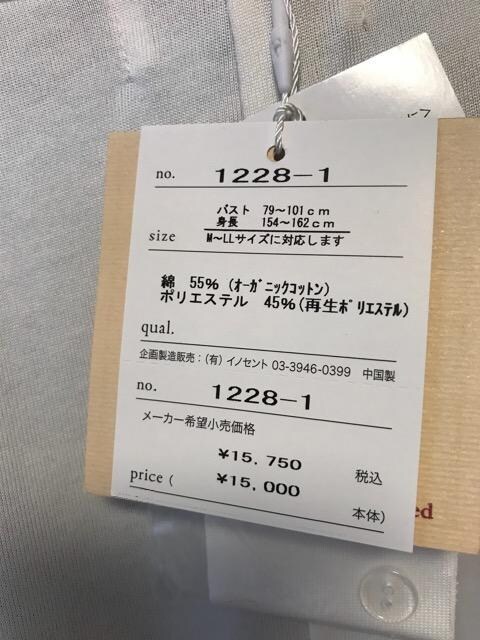 no. 1228-1
バスト 79～101cm
身長 154～162cm
size M～LLサイズに対応します
綿 55% (ｵｰｶﾞﾆｯｸｺｯﾄﾝ)
ポリエステル 45%(再生ﾎﾟﾘｴｽﾃﾙ)
qual.
企画製造販売：(有) イノセント 03-3946-0399 中国製
no. 1228-1
メーカー希望小売価格
¥15,750 税込
price ( ¥15,000 本体)
ed